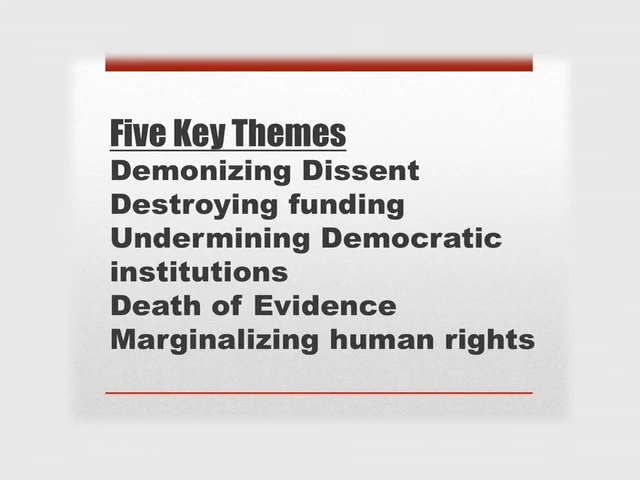 Five Key Themes
Demonizing Dissent
Destroying funding
Undermining Democratic
institutions
Death of Evidence
Marginalizing human rights